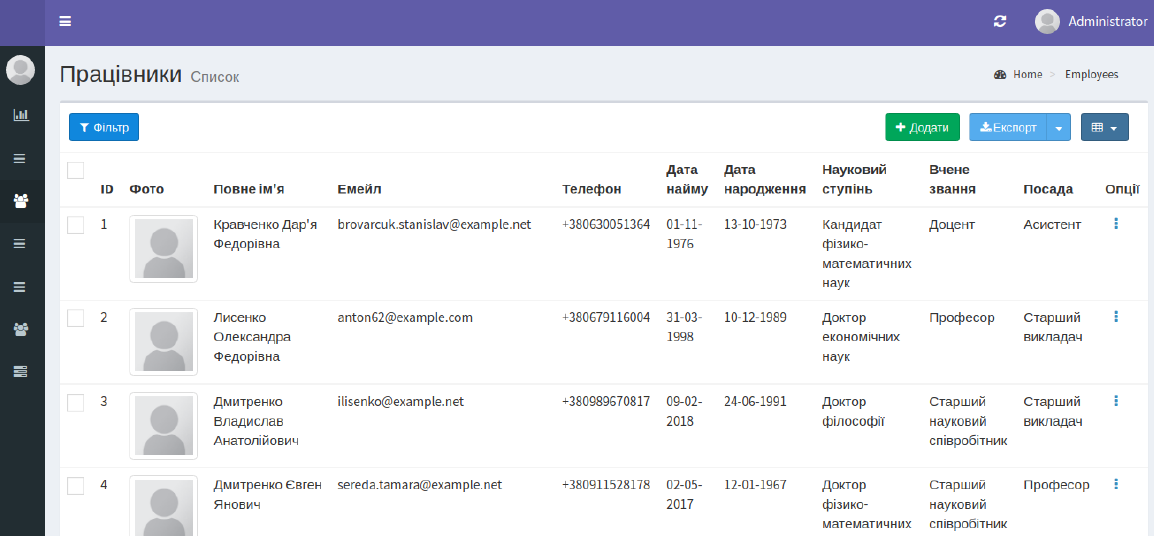 Administrator
Працівники Список
Home > Employees
Фільтр
Додати
Експорт
ID Фото Повне ім'я Емейл Телефон Дата найму Дата народження Науковий ступінь Вчене звання Посада Опції
1 Кравченко Дар'я Федорівна brovarcuk.stanislav@example.net +380630051364 01-11-1976 13-10-1973 Кандидат фізико-математичних наук Доцент Асистент
2 Лисенко Олександра Федорівна anton62@example.com +380679116004 31-03-1998 10-12-1989 Доктор економічних наук Професор Старший викладач
3 Дмитренко Владислав Анатолійович ilisenko@example.net +380989670817 09-02-2018 24-06-1991 Доктор філософії Старший науковий співробітник Старший викладач
4 Дмитренко Євген Янович sereda.tamara@example.net +380911528178 02-05-2017 12-01-1967 Доктор фізико-математичних Старший науковий співробітник Професор